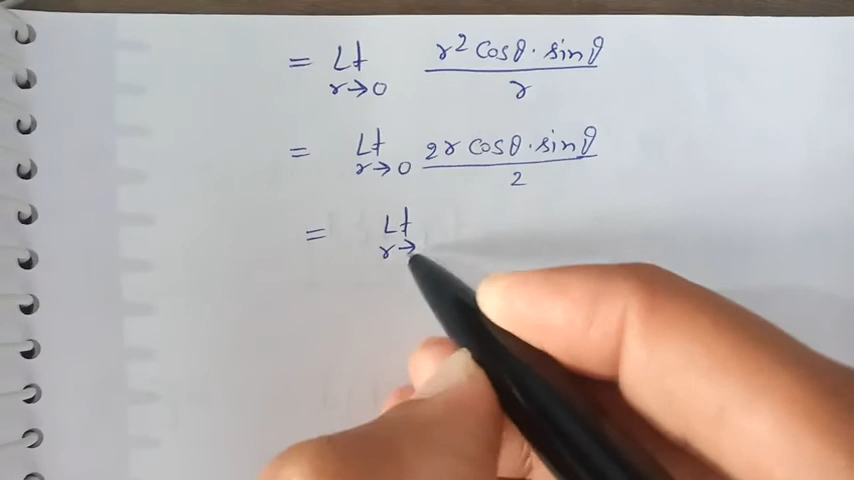 = Lt r→0 r² cosθ · sinθ / r
= Lt r→0 2r cosθ · sinθ / 2
= Lt r→